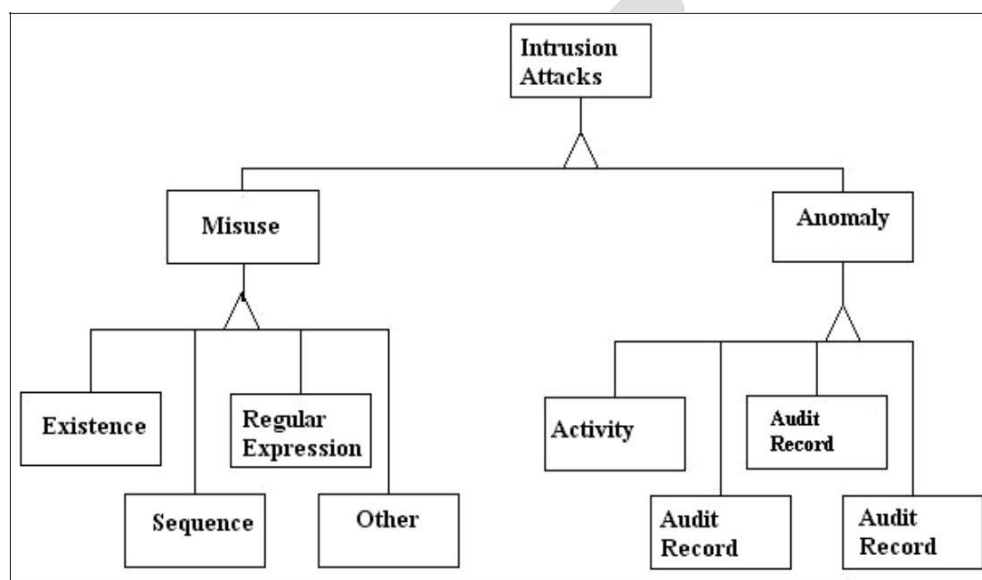 Intrusion
Attacks
Misuse
Anomaly
Existence
Regular
Expression
Sequence
Other
Activity
Audit
Record
Audit
Record
Audit
Record